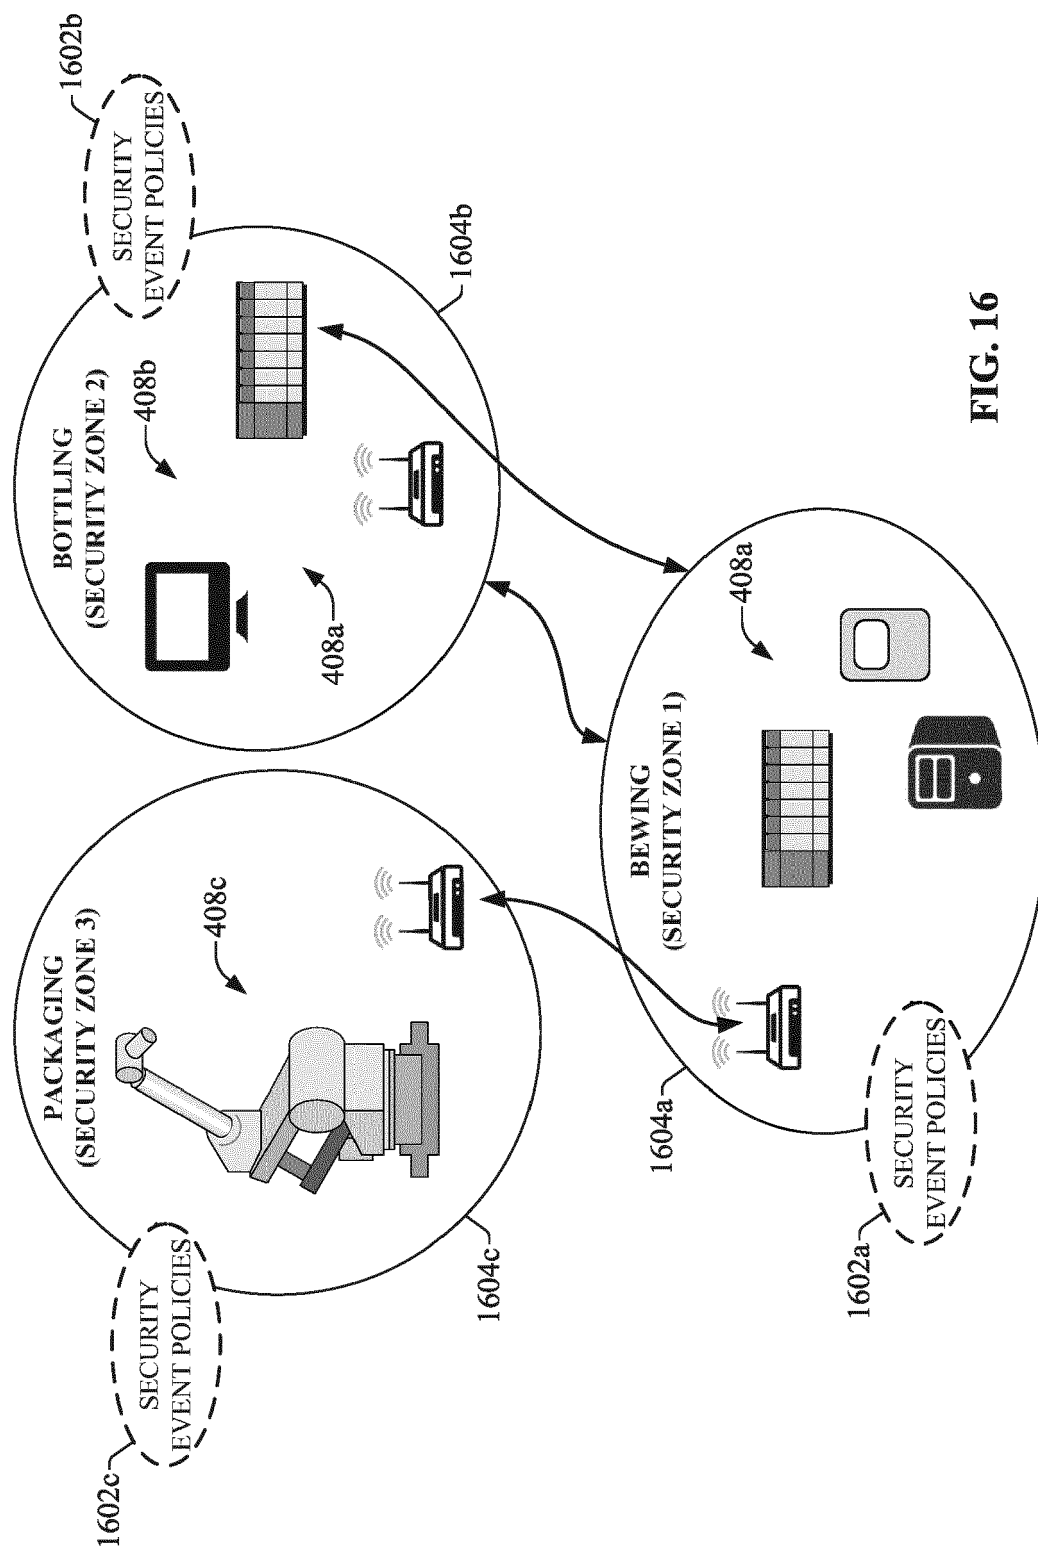 1602c
SECURITY
EVENT POLICIES
PACKAGING
(SECURITY ZONE 3)
408c
1604c
BOTTLING
(SECURITY ZONE 2)
408b
408a
1602b
SECURITY
EVENT POLICIES
1604b
1604a
BEWING
(SECURITY ZONE 1)
408a
1602a
SECURITY
EVENT POLICIES
FIG. 16